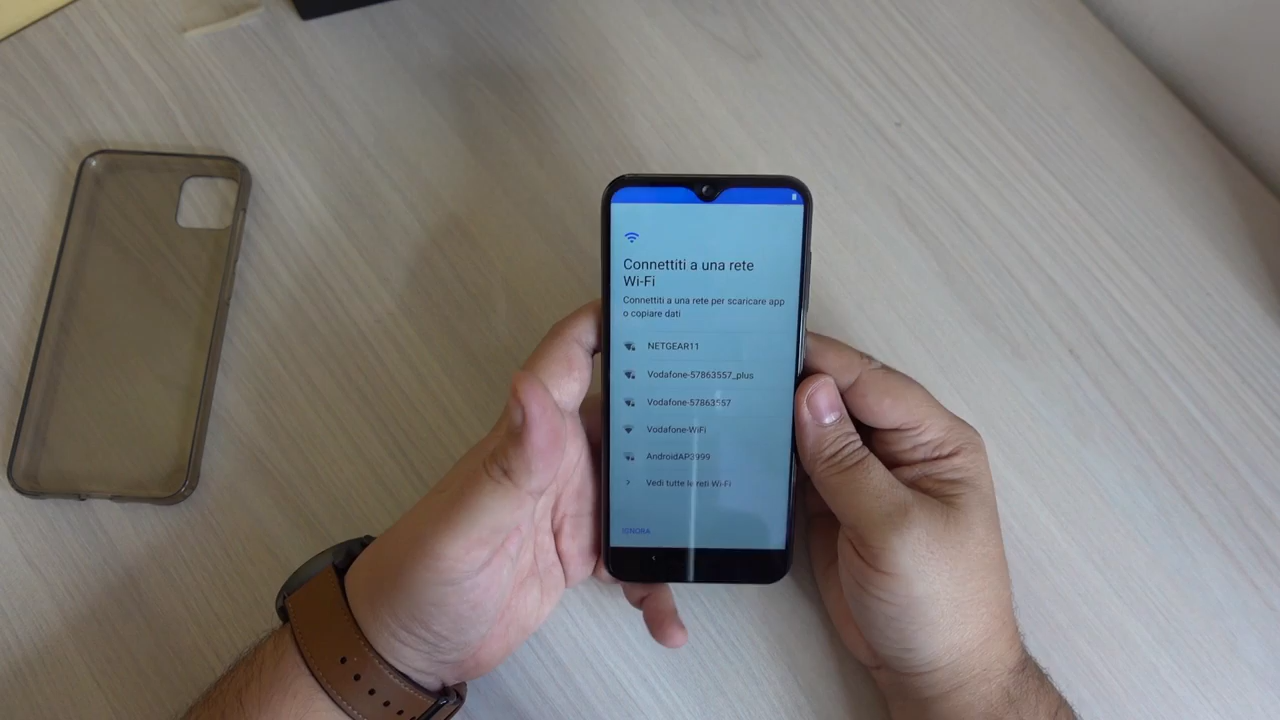 Connettiti a una rete
Wi-Fi
Connettiti a una rete per scaricare app
o copiare dati
NETGEAR11
Vodafone-57863557_plus
Vodafone-57863557
Vodafone-WiFi
AndroidAP3999
Vedi tutte le reti Wi-Fi
IGNORA